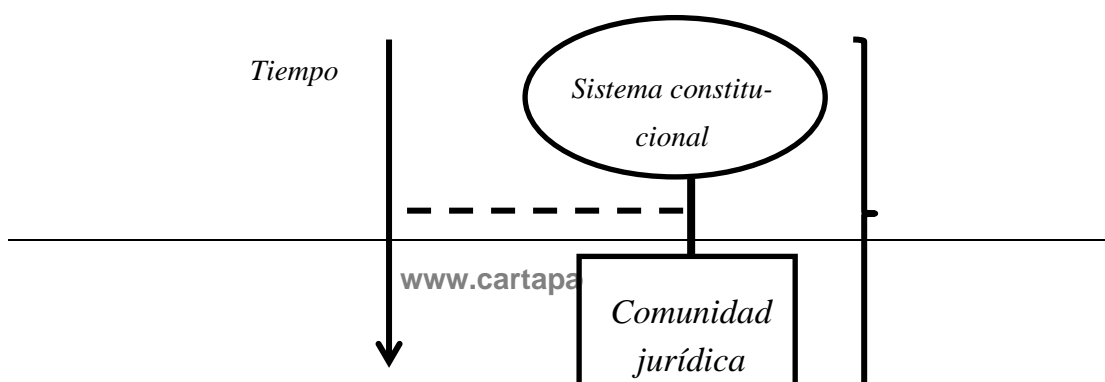 Tiempo
Sistema constitu-
cional
www.cartapa
Comunidad
jurídica